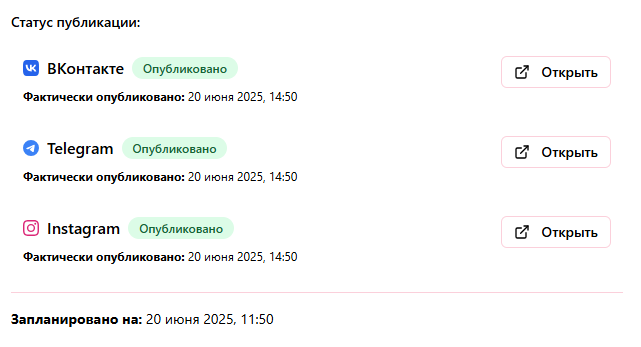 Статус публикации:
ВКонтакте Опубликовано Открыть
Фактически опубликовано: 20 июня 2025, 14:50
Telegram Опубликовано Открыть
Фактически опубликовано: 20 июня 2025, 14:50
Instagram Опубликовано Открыть
Фактически опубликовано: 20 июня 2025, 14:50
Запланировано на: 20 июня 2025, 11:50